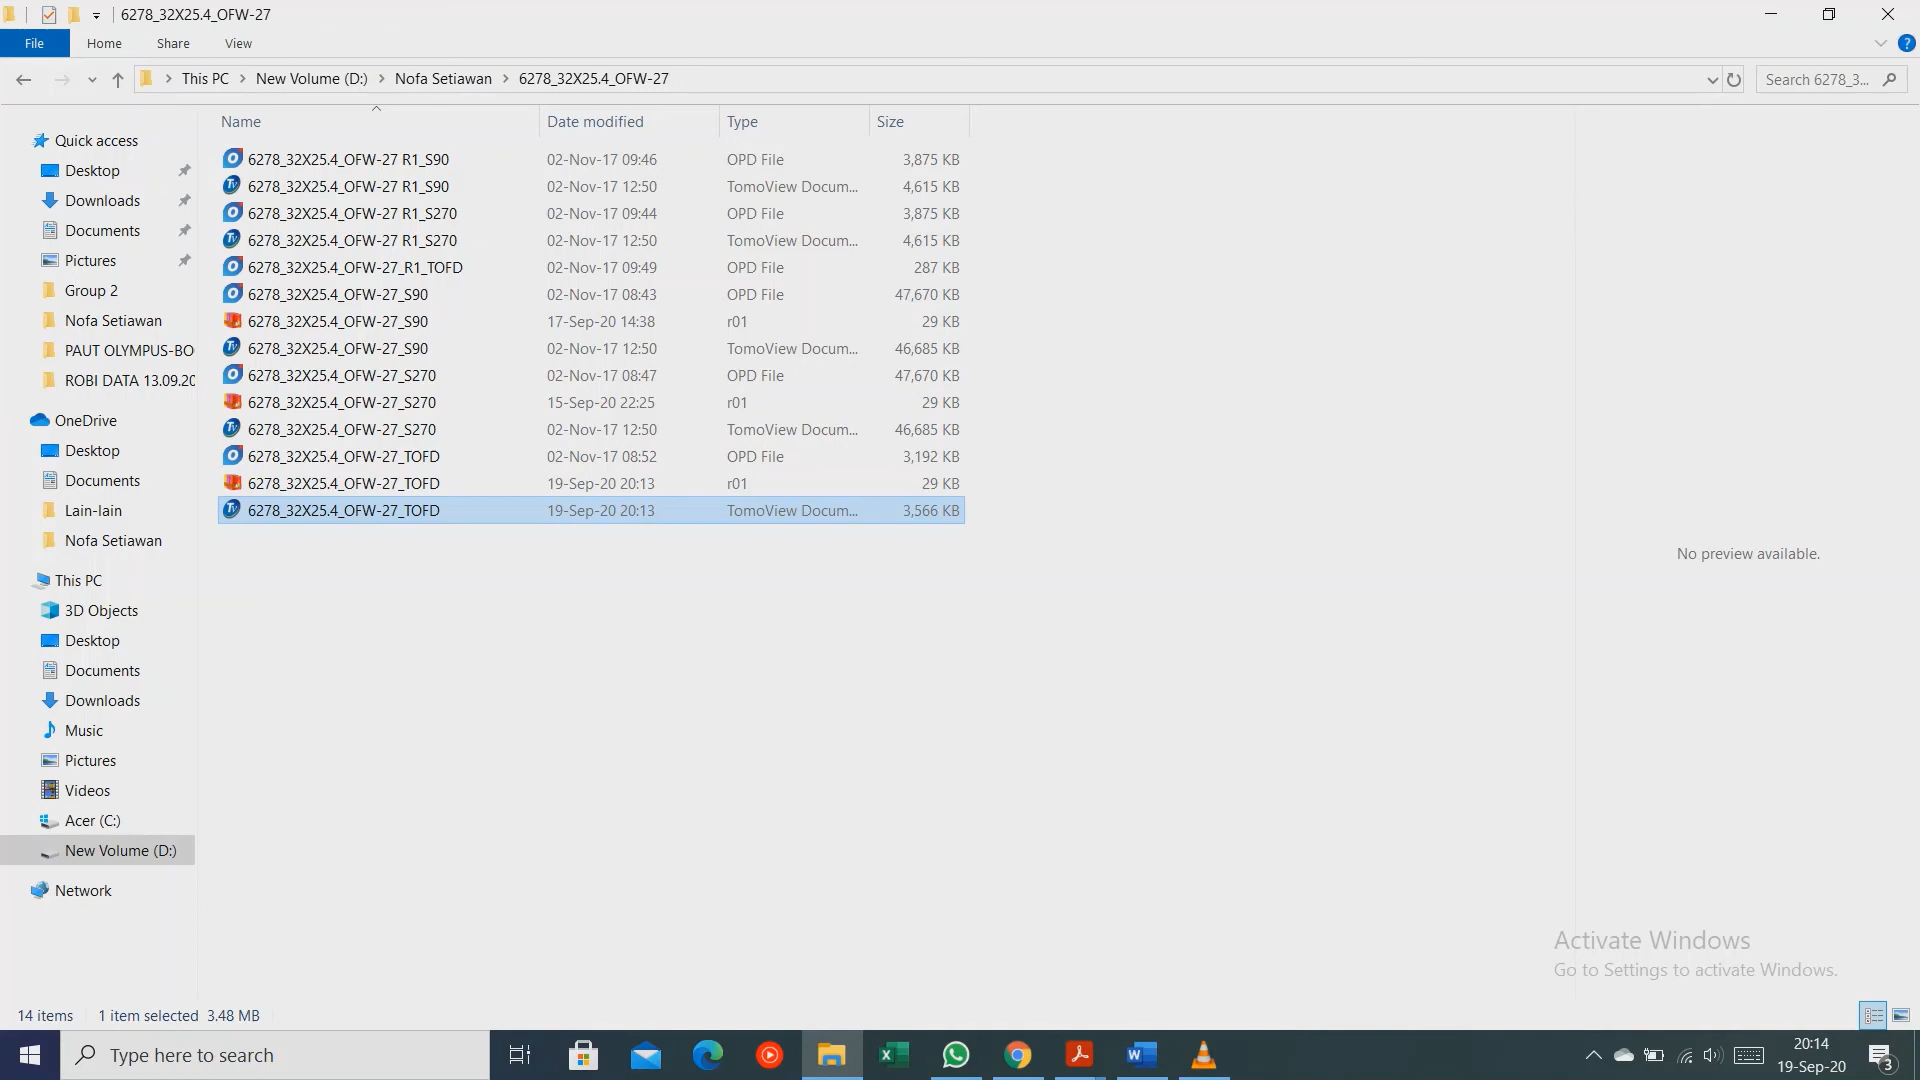 6278_32X25.4_OFW-27
File Home Share View
This PC New Volume (D:) Nofa Setiawan 6278_32X25.4_OFW-27 Search 6278_3...
Name Date modified Type Size
6278_32X25.4_OFW-27 R1_S90 02-Nov-17 09:46 OPD File 3,875 KB
6278_32X25.4_OFW-27 R1_S90 02-Nov-17 12:50 TomoView Docum... 4,615 KB
6278_32X25.4_OFW-27 R1_S270 02-Nov-17 09:44 OPD File 3,875 KB
6278_32X25.4_OFW-27 R1_S270 02-Nov-17 12:50 TomoView Docum... 4,615 KB
6278_32X25.4_OFW-27_R1_TOFD 02-Nov-17 09:49 OPD File 287 KB
6278_32X25.4_OFW-27_S90 02-Nov-17 08:43 OPD File 47,670 KB
6278_32X25.4_OFW-27_S90 17-Sep-20 14:38 r01 29 KB
6278_32X25.4_OFW-27_S90 02-Nov-17 12:50 TomoView Docum... 46,685 KB
6278_32X25.4_OFW-27_S270 02-Nov-17 08:47 OPD File 47,670 KB
6278_32X25.4_OFW-27_S270 15-Sep-20 22:25 r01 29 KB
6278_32X25.4_OFW-27_S270 02-Nov-17 12:50 TomoView Docum... 46,685 KB
6278_32X25.4_OFW-27_TOFD 02-Nov-17 08:52 OPD File 3,192 KB
6278_32X25.4_OFW-27_TOFD 19-Sep-20 20:13 r01 29 KB
6278_32X25.4_OFW-27_TOFD 19-Sep-20 20:13 TomoView Docum... 3,566 KB
Quick access
Desktop
Downloads
Documents
Pictures
Group 2
Nofa Setiawan
PAUT OLYMPUS-BO
ROBI DATA 13.09.20
OneDrive
Desktop
Documents
Lain-lain
Nofa Setiawan
This PC
3D Objects
Desktop
Documents
Downloads
Music
Pictures
Videos
Acer (C:)
New Volume (D:)
Network
No preview available.
Activate Windows
Go to Settings to activate Windows.
14 items 1 item selected 3.48 MB
Type here to search
20:14
19-Sep-20
3